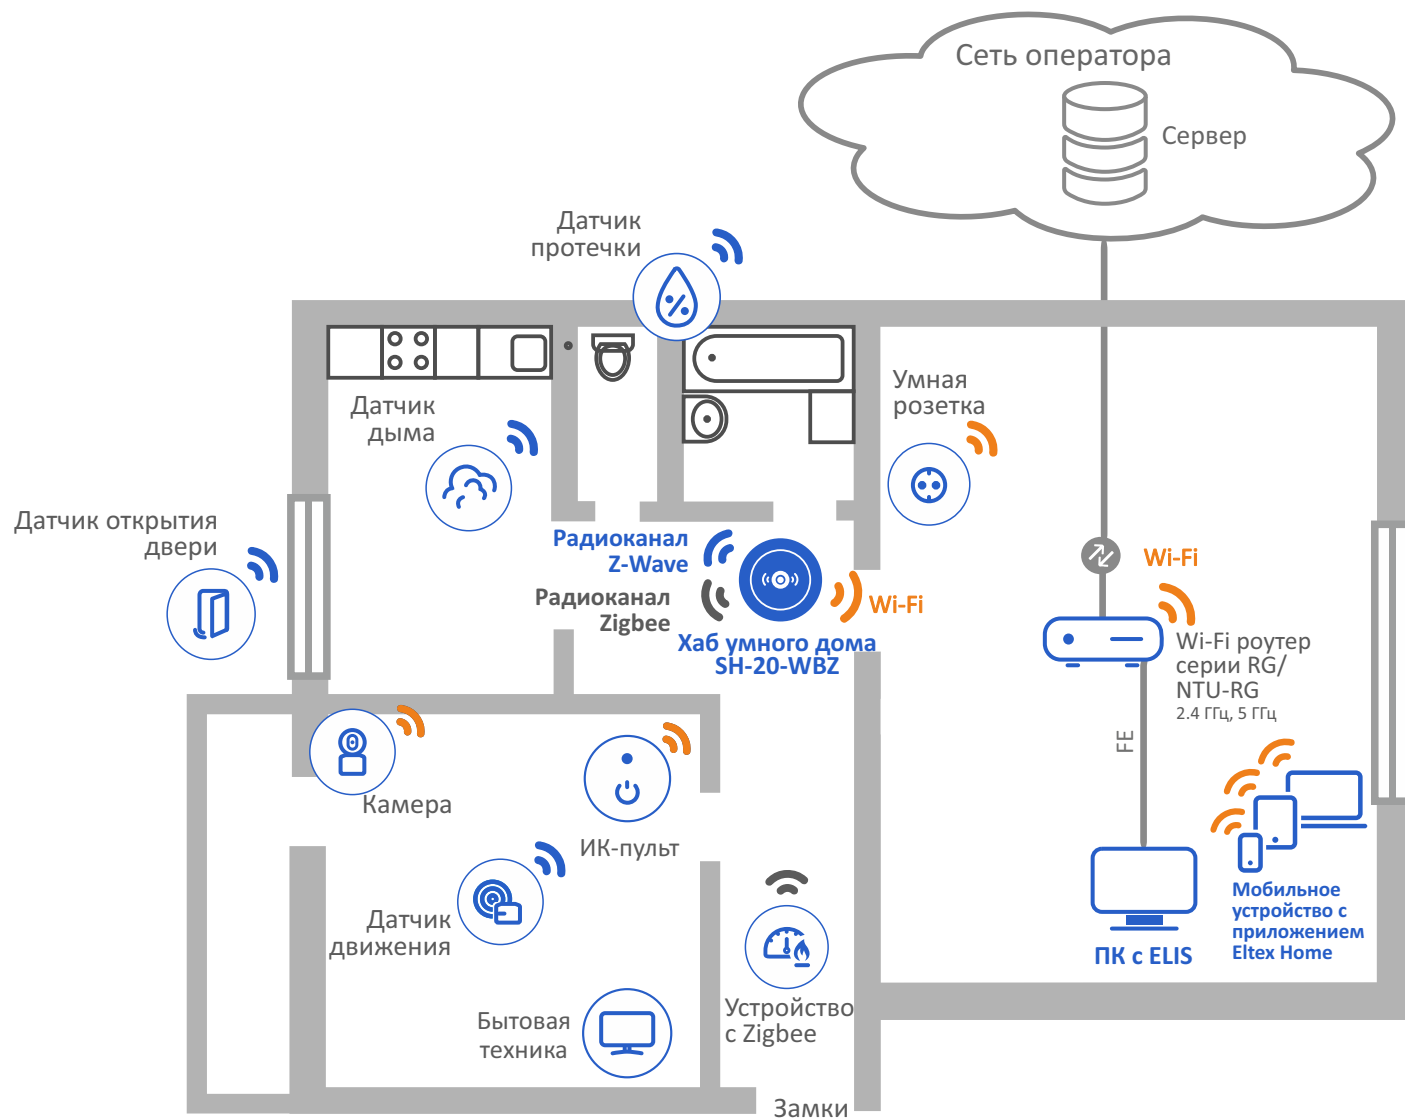 Сеть оператора
Сервер
Датчик
протечки
Умная
розетка
Датчик
дыма
Датчик открытия
двери
Радиоканал
Z-Wave
Радиоканал
Zigbee
Wi-Fi
Хаб умного дома
SH-20-WBZ
Wi-Fi
Wi-Fi роутер
серии RG/
NTU-RG
2.4 ГГц, 5 ГГц
FE
Камера
ИК-пульт
Датчик
движения
Мобильное
устройство с
приложением
Eltex Home
ПК с ELIS
Устройство
с Zigbee
Бытовая
техника
Замки